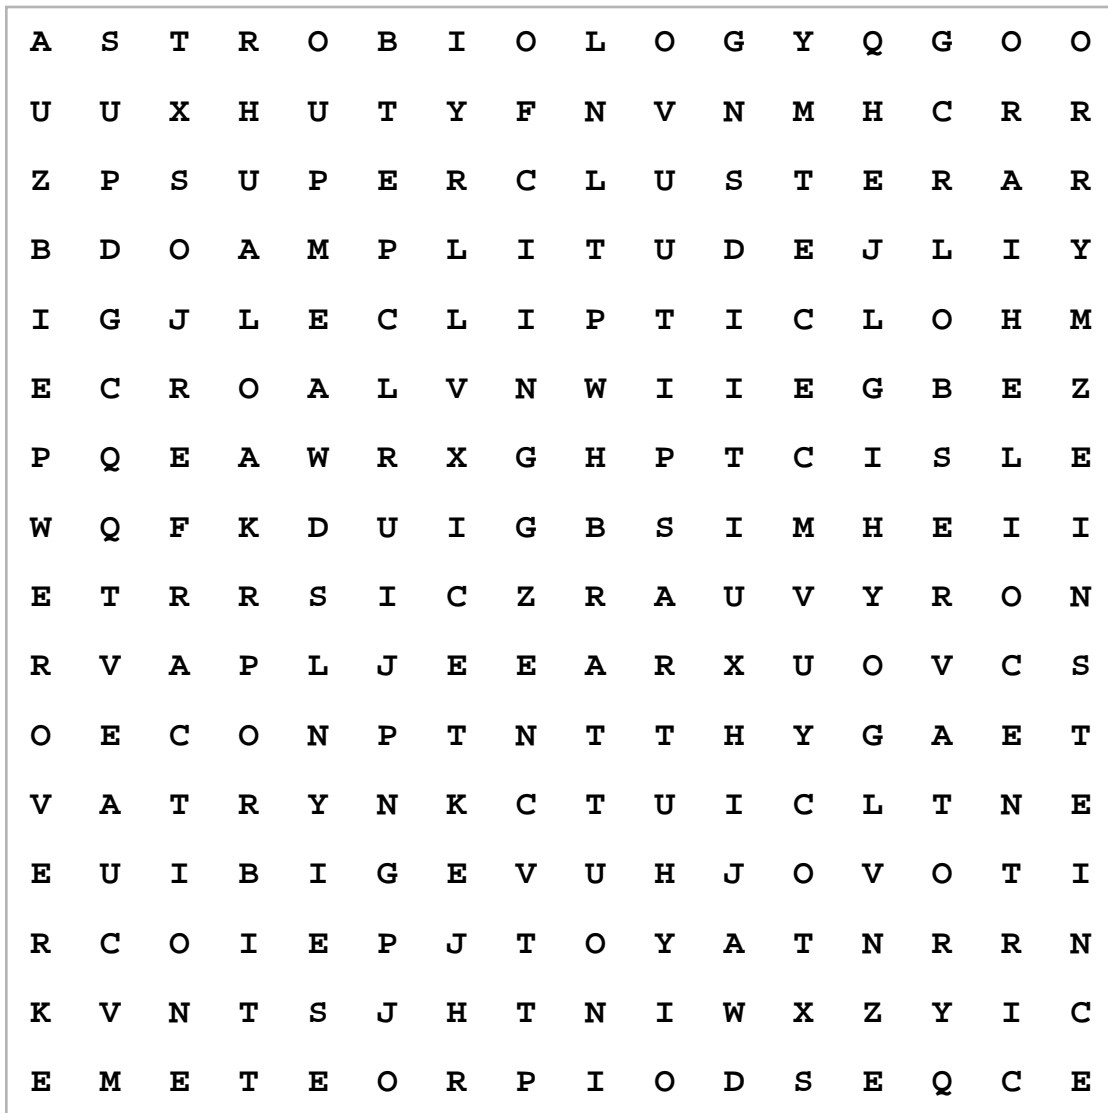 A S T R O B I O L O G Y Q G O O
U U X H U T Y F N V N M H C R R
Z P S U P E R C L U S T E R A R
B D O A M P L I T U D E J L I Y
I G J L E C L I P T I C L O H M
E C R O A L V N W I I E G B E Z
P Q E A W R X G H P T C I S L E
W Q F K D U I G B S I M H E I I
E T R R S I C Z R A U V Y R O N
R V A P L J E E A R X U O V C S
O E C O N P T N T T H Y G A E T
V A T R Y N K C T U I C L T N E
E U I B I G E V U H J O V O T I
R C O I E P J T O Y A T N R R N
K V N T S J H T N I W X Z Y I C
E M E T E O R P I O D S E Q C E